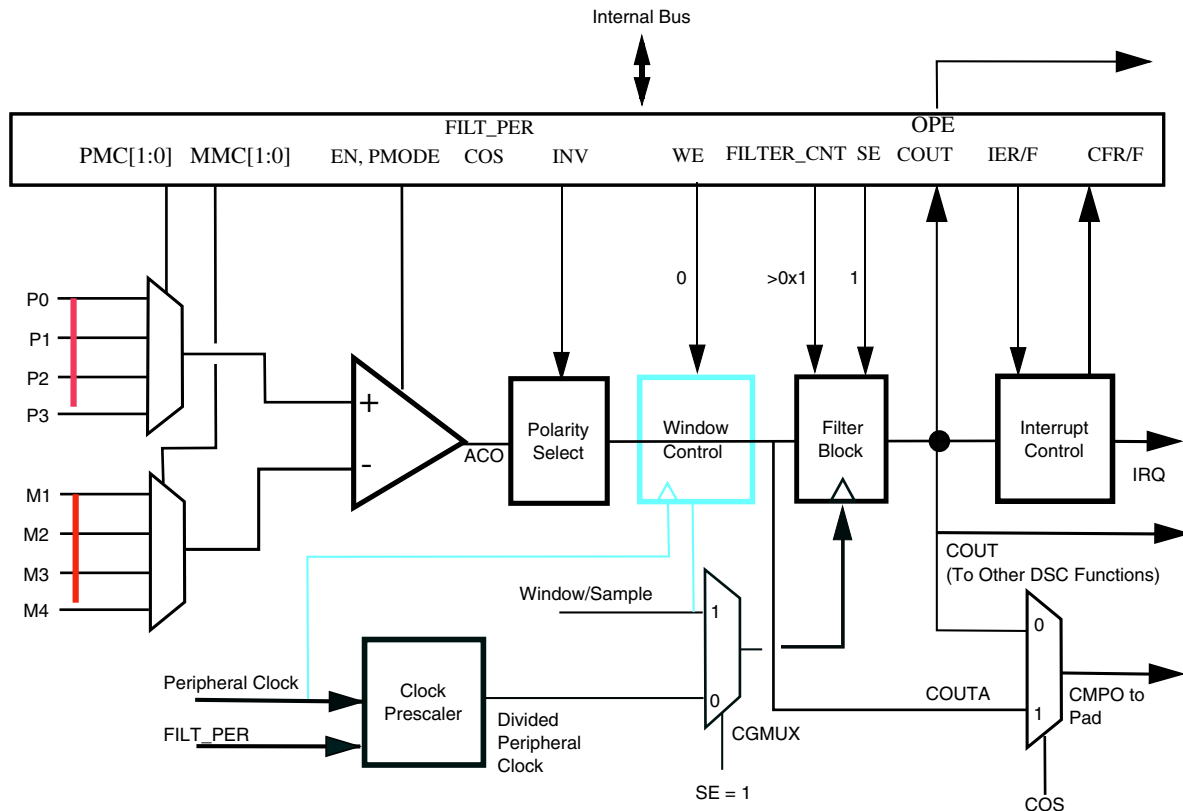 Internal Bus
FILT_PER
OPE
PMC[1:0]
MMC[1:0]
EN, PMODE
COS
INV
WE
FILTER_CNT
SE
COUT
IER/F
CFR/F
0
>0x1
1
P0
P1
P2
P3
+
-
ACO
Polarity
Select
Window
Control
Filter
Block
Interrupt
Control
IRQ
M1
M2
M3
M4
COUT
(To Other DSC Functions)
Window/Sample
1
0
0
1
Peripheral Clock
FILT_PER
Clock
Prescaler
Divided
Peripheral
Clock
CGMUX
SE = 1
COUTA
CMPO to
Pad
COS